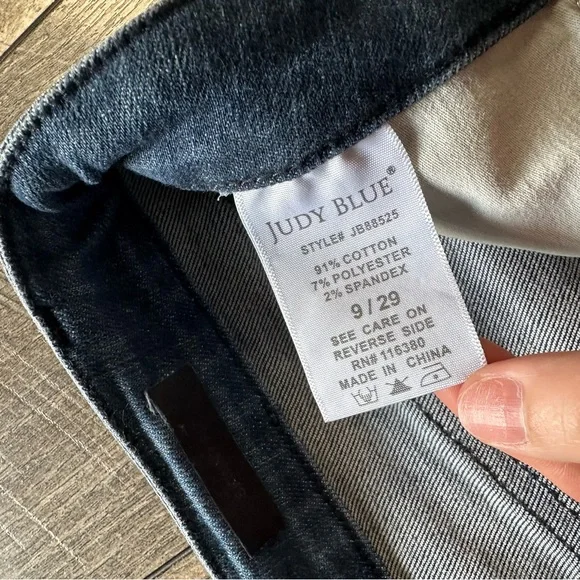 JUDY BLUE®
STYLE# JB88525
91% COTTON
7% POLYESTER
2% SPANDEX
9 / 29
SEE CARE ON
REVERSE SIDE
RN# 116380
MADE IN CHINA